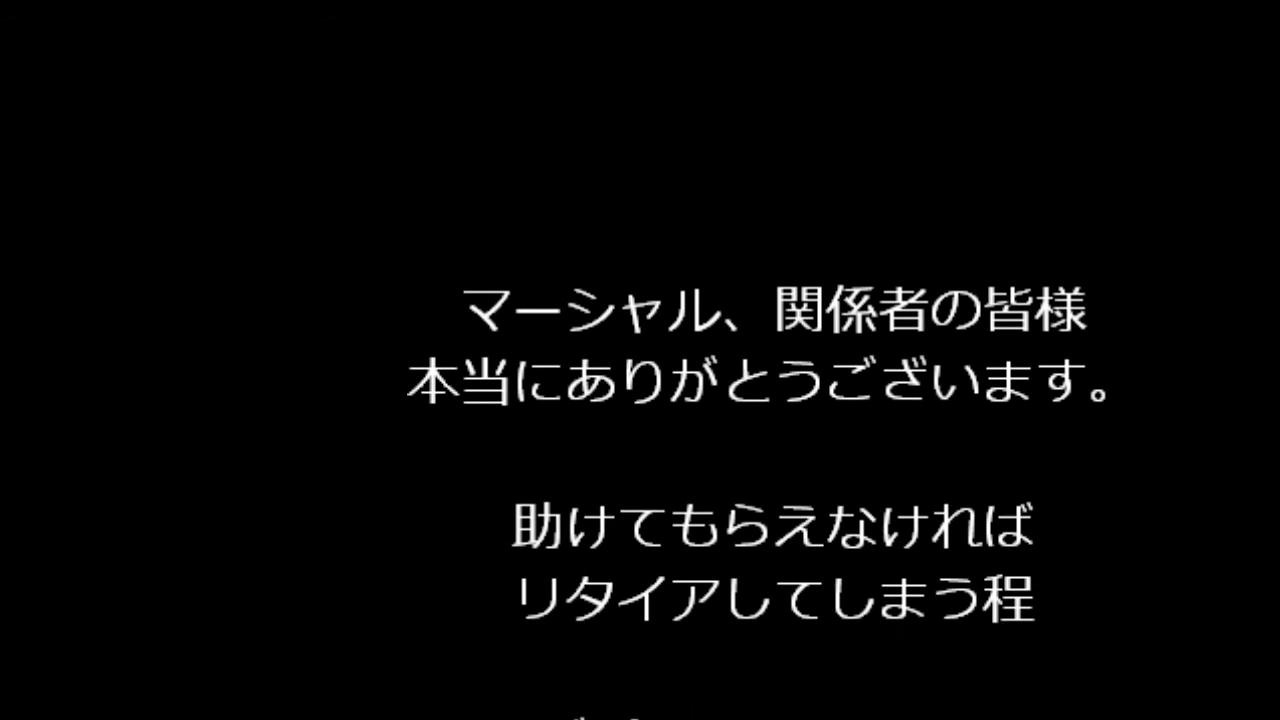 マーシャル、関係者の皆様
本当にありがとうございます。
助けてもらえなければ
リタイアしてしまう程